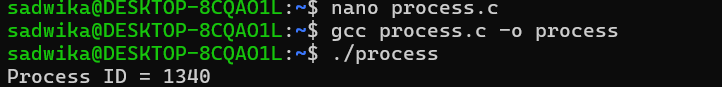 sadwika@DESKTOP-8CQAO1L:~$ nano process.c
sadwika@DESKTOP-8CQAO1L:~$ gcc process.c -o process
sadwika@DESKTOP-8CQAO1L:~$ ./process
Process ID = 1340